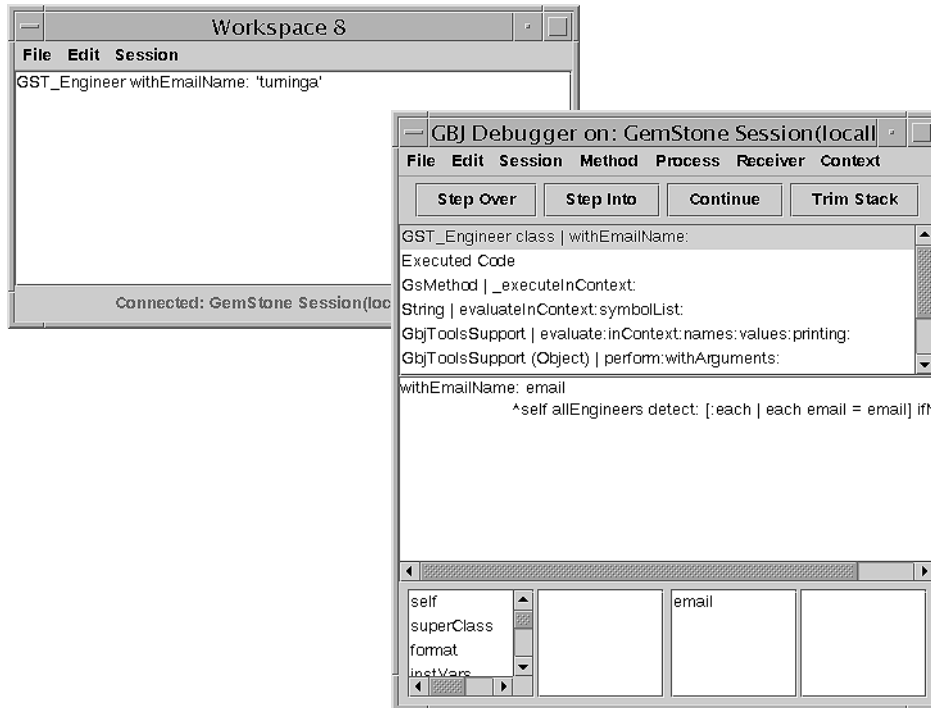 Workspace 8
File Edit Session
GST_Engineer withEmailName: 'turninga'
Connected: GemStone Session(loc
GBJ Debugger on: GemStone Session(locall
File Edit Session Method Process Receiver Context
Step Over Step Into Continue Trim Stack
GST_Engineer class | withEmailName:
Executed Code
GsMethod | _executeInContext:
String | evaluateInContext:symbolList:
GbjToolsSupport | evaluate:inContext:names:values:printing:
GbjToolsSupport (Object) | perform:withArguments:
withEmailName: email
^self allEngineers detect: [:each | each email = email] ifN
self
superClass
format
instVars
email